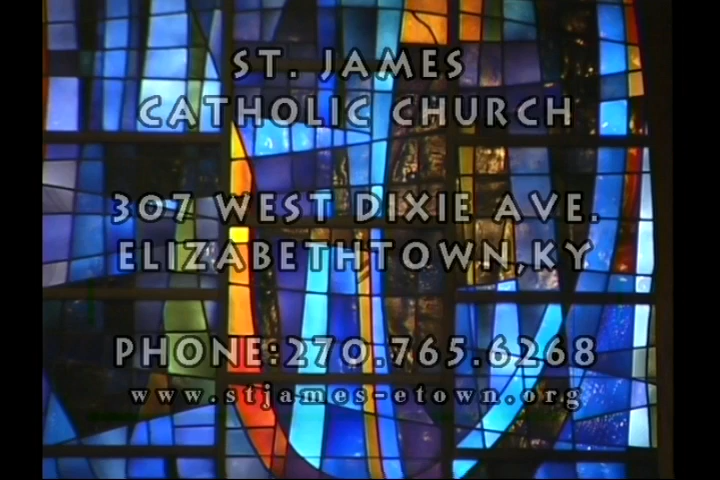 ST. JAMES
CATHOLIC CHURCH
307 WEST DIXIE AVE.
ELIZABETHTOWN,KY
PHONE:270.765.6268
www.stjames-etown.org